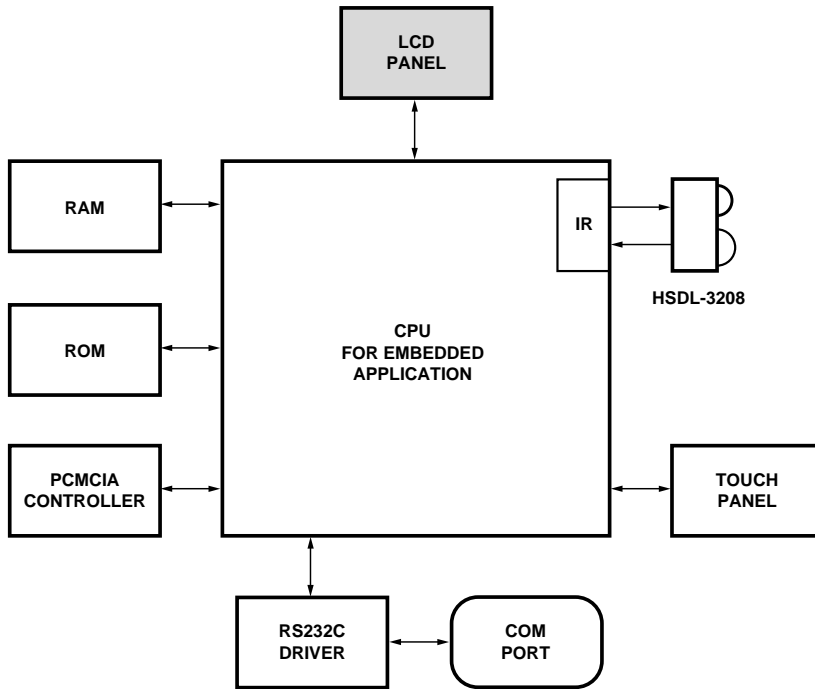 LCD
PANEL
RAM
IR
HSDL-3208
ROM
CPU
FOR EMBEDDED
APPLICATION
PCMCIA
CONTROLLER
TOUCH
PANEL
RS232C
DRIVER
COM
PORT